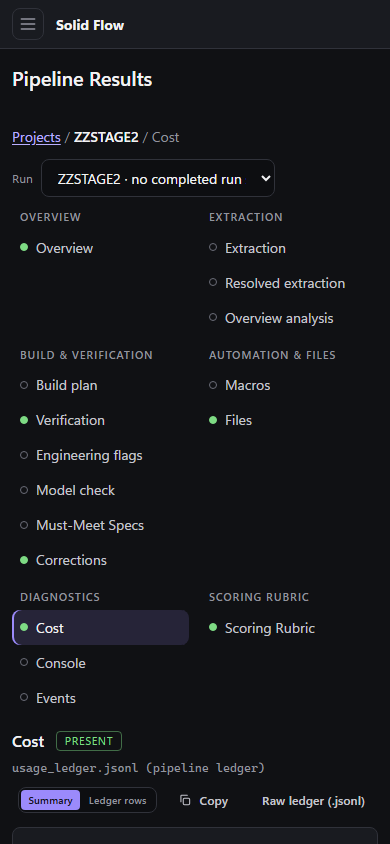 Solid Flow
Pipeline Results
Projects / ZZSTAGE2 / Cost
Run ZZSTAGE2 · no completed run
OVERVIEW
Overview
EXTRACTION
Extraction
Resolved extraction
Overview analysis
BUILD & VERIFICATION
Build plan
Verification
Engineering flags
Model check
Must-Meet Specs
Corrections
AUTOMATION & FILES
Macros
Files
DIAGNOSTICS
Cost
Console
Events
SCORING RUBRIC
Scoring Rubric
Cost PRESENT
usage_ledger.jsonl (pipeline ledger)
Summary Ledger rows Copy Raw ledger (.jsonl)